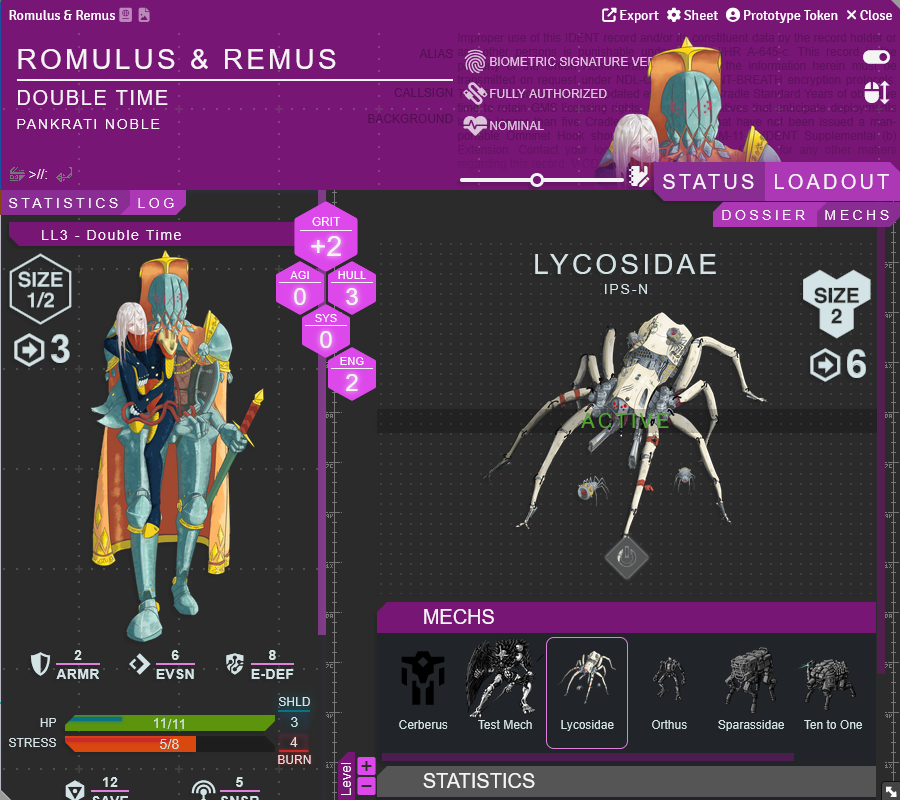 Romulus & Remus
Export Sheet Prototype Token Close
ROMULUS & REMUS
DOUBLE TIME
PANKRATI NOBLE
ALIAS
CALLSIGN
BACKGROUND
BIOMETRIC SIGNATURE VER
FULLY AUTHORIZED
NOMINAL
>//:
STATUS LOADOUT
DOSSIER MECHS
STATISTICS LOG
LL3 - Double Time
SIZE
1/2
3
GRIT
+2
AGI
0
HULL
3
SYS
0
ENG
2
LYCOSIDAE
IPS-N
SIZE
2
6
ACTIVE
2
ARMR
6
EVSN
8
E-DEF
HP 11/11
STRESS 5/8
SHLD
3
4
BURN
12
SAVE
5
SNSR
MECHS
Cerberus Test Mech Lycosidae Orthus Sparassidae Ten to One
Level + −
STATISTICS